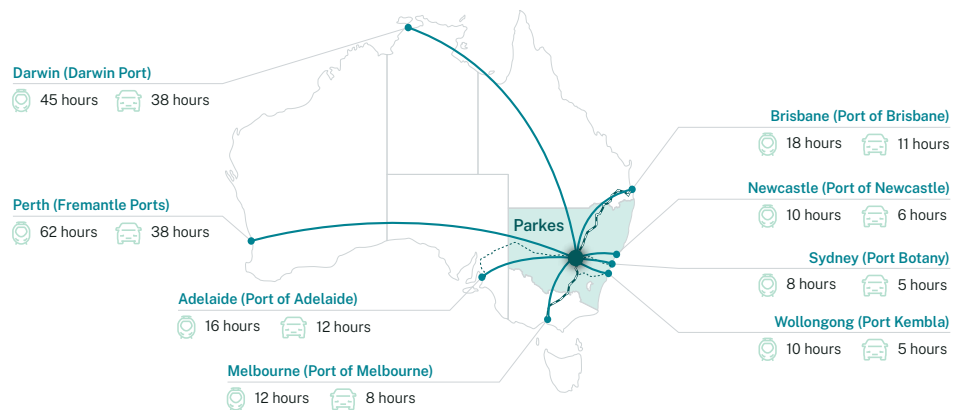 Darwin (Darwin Port)
45 hours 38 hours
Brisbane (Port of Brisbane)
18 hours 11 hours
Perth (Fremantle Ports)
62 hours 38 hours
Parkes
Newcastle (Port of Newcastle)
10 hours 6 hours
Sydney (Port Botany)
8 hours 5 hours
Adelaide (Port of Adelaide)
16 hours 12 hours
Wollongong (Port Kembla)
10 hours 5 hours
Melbourne (Port of Melbourne)
12 hours 8 hours